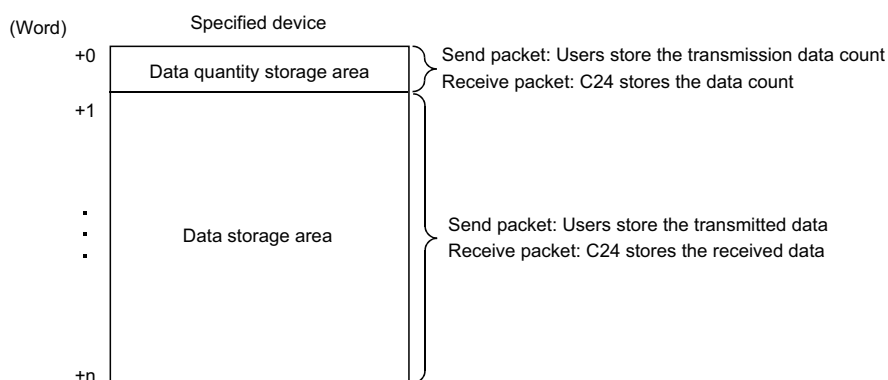 Specified device
(Word)
+0
Data quantity storage area
Send packet: Users store the transmission data count
Receive packet: C24 stores the data count
+1
Data storage area
Send packet: Users store the transmitted data
Receive packet: C24 stores the received data
+n